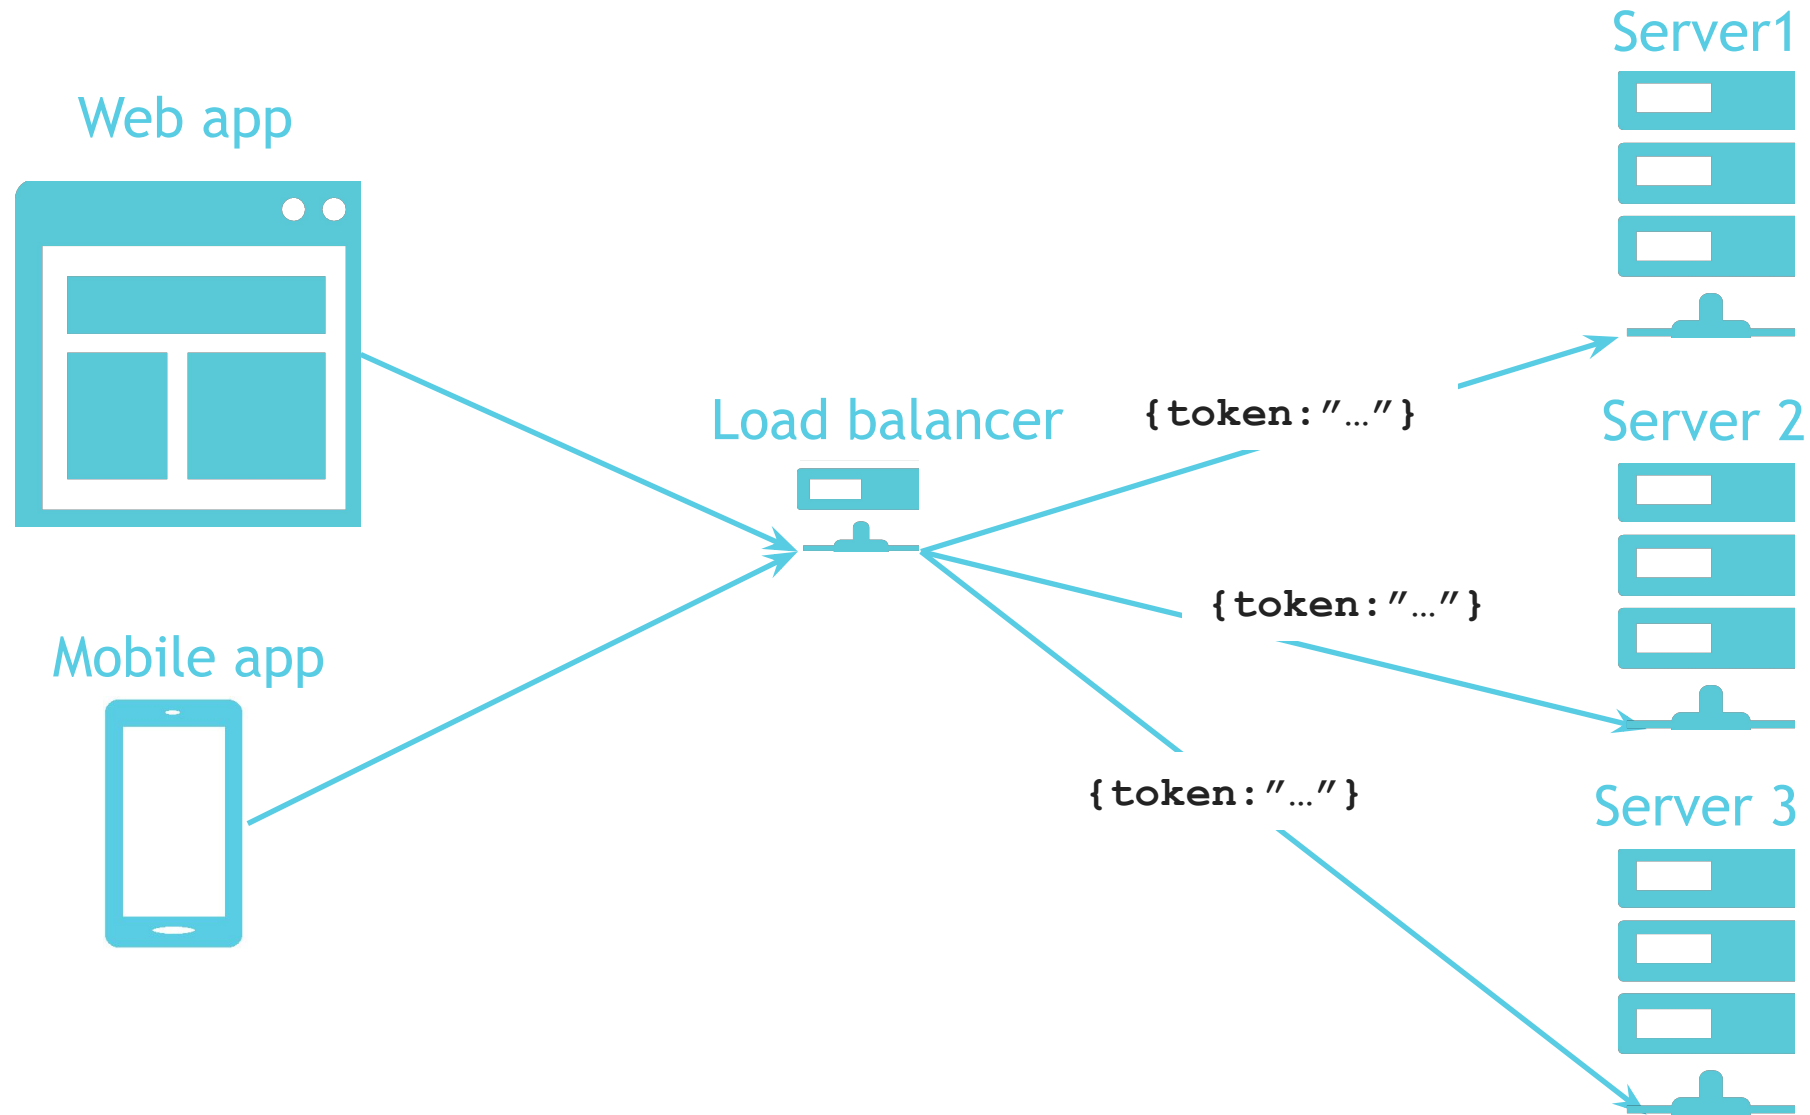 Server1
Web app
Load balancer
{token:"…"}
Server 2
{token:"…"}
Mobile app
{token:"…"}
Server 3